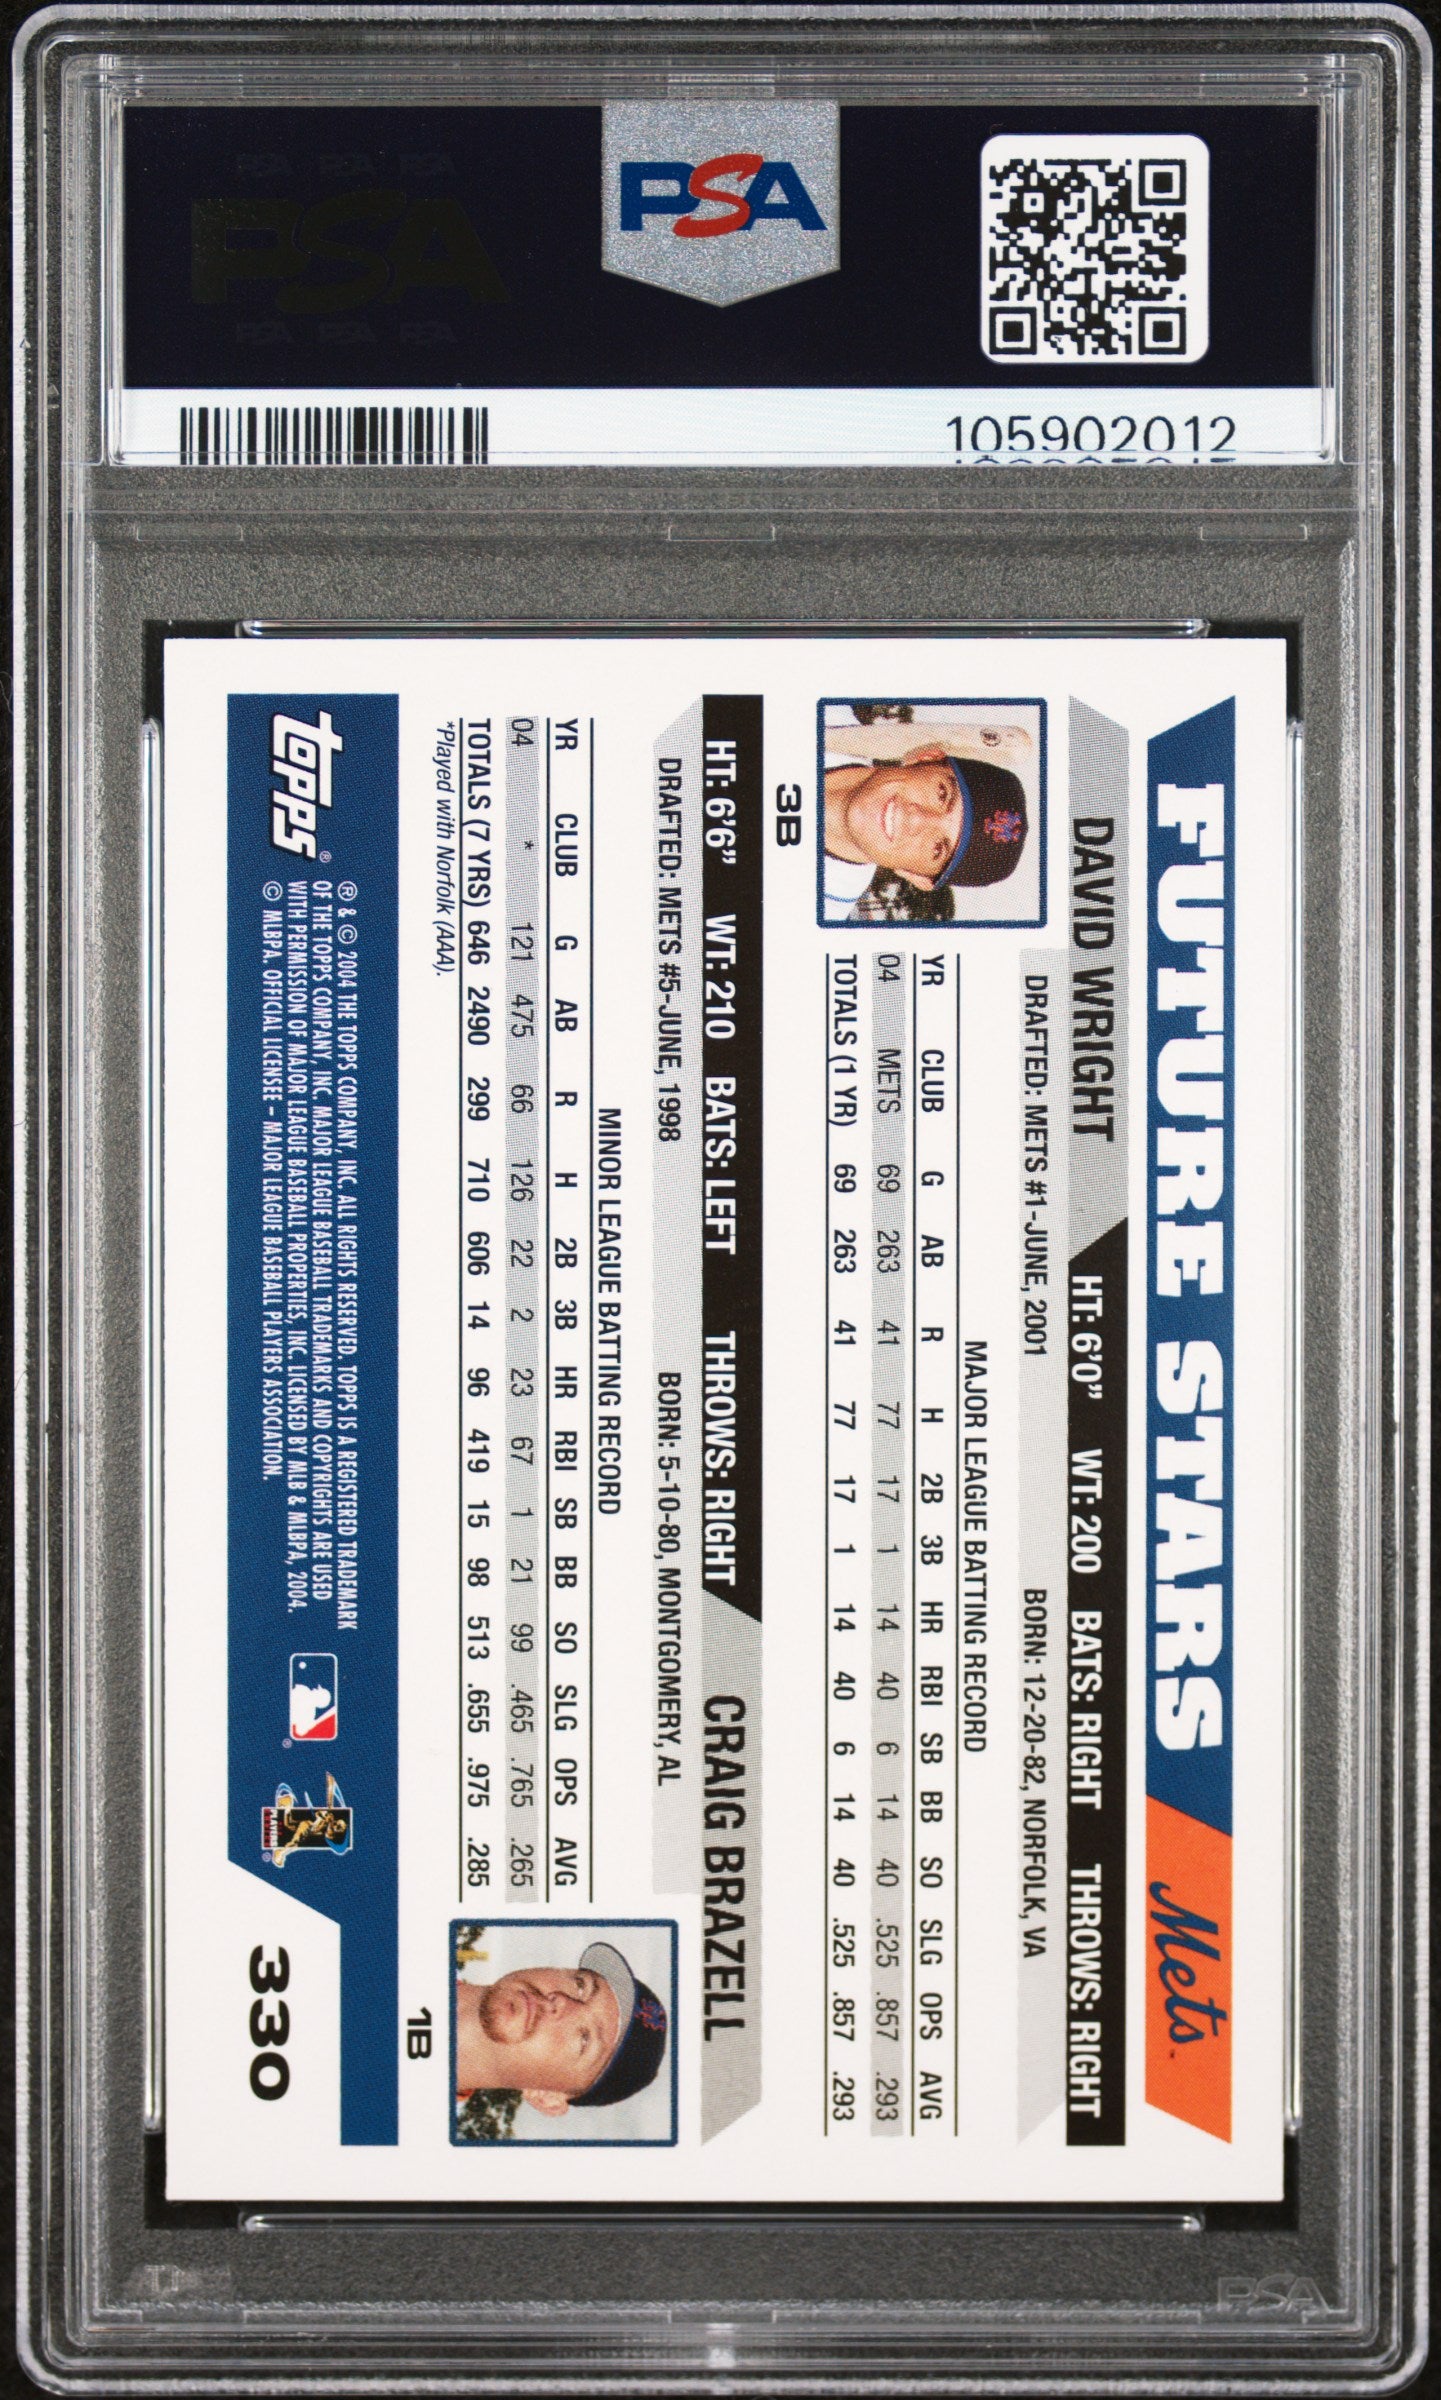 PSA PSA PSA
PSA
PSA PSA PSA
PSA
105902012
FUTURE STARS
Mets
DAVID WRIGHT HT: 6'0" WT: 200 BATS: RIGHT THROWS: RIGHT
DRAFTED: METS #1-JUNE, 2001 BORN: 12-20-82, NORFOLK, VA
3B
MAJOR LEAGUE BATTING RECORD
YR CLUB G AB R H 2B 3B HR RBI SB BB SO SLG OPS AVG
04 METS 69 263 41 77 17 1 14 40 6 14 40 .525 .857 .293
TOTALS (1 YR) 69 263 41 77 17 1 14 40 6 14 40 .525 .857 .293
HT: 6'6" WT: 210 BATS: LEFT THROWS: RIGHT CRAIG BRAZELL
DRAFTED: METS #5-JUNE, 1998 BORN: 5-10-80, MONTGOMERY, AL
MINOR LEAGUE BATTING RECORD
YR CLUB G AB R H 2B 3B HR RBI SB BB SO SLG OPS AVG
04 * 121 475 66 126 22 2 23 67 1 21 99 .465 .765 .265
TOTALS (7 YRS) 646 2490 299 710 606 14 96 419 15 98 513 .655 .975 .285
*Played with Norfolk (AAA).
1B
topps®
® & © 2004 THE TOPPS COMPANY, INC. ALL RIGHTS RESERVED. TOPPS IS A REGISTERED TRADEMARK
OF THE TOPPS COMPANY, INC. MAJOR LEAGUE BASEBALL TRADEMARKS AND COPYRIGHTS ARE USED
WITH PERMISSION OF MAJOR LEAGUE BASEBALL PROPERTIES, INC. LICENSED BY MLB & MLBPA, 2004.
© MLBPA OFFICIAL LICENSEE – MAJOR LEAGUE BASEBALL PLAYERS ASSOCIATION.
330
PSA